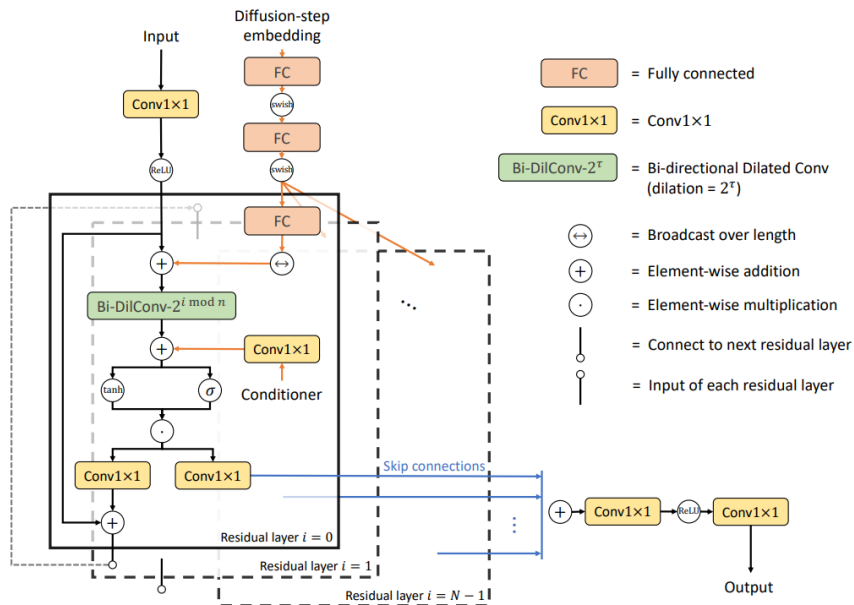 Input
Diffusion-step
embedding
FC
Conv1×1
swish
FC
ReLU
swish
FC
↔
+
Bi-DilConv-2^{i mod n}
+
Conv1×1
tanh
σ
Conditioner
·
Conv1×1
Conv1×1
+
Residual layer i = 0
Residual layer i = 1
Residual layer i = N − 1
...
Skip connections
⋮
+
Conv1×1
ReLU
Conv1×1
Output
FC = Fully connected
Conv1×1 = Conv1×1
Bi-DilConv-2^τ = Bi-directional Dilated Conv
(dilation = 2^τ)
↔ = Broadcast over length
+ = Element-wise addition
· = Element-wise multiplication
= Connect to next residual layer
= Input of each residual layer